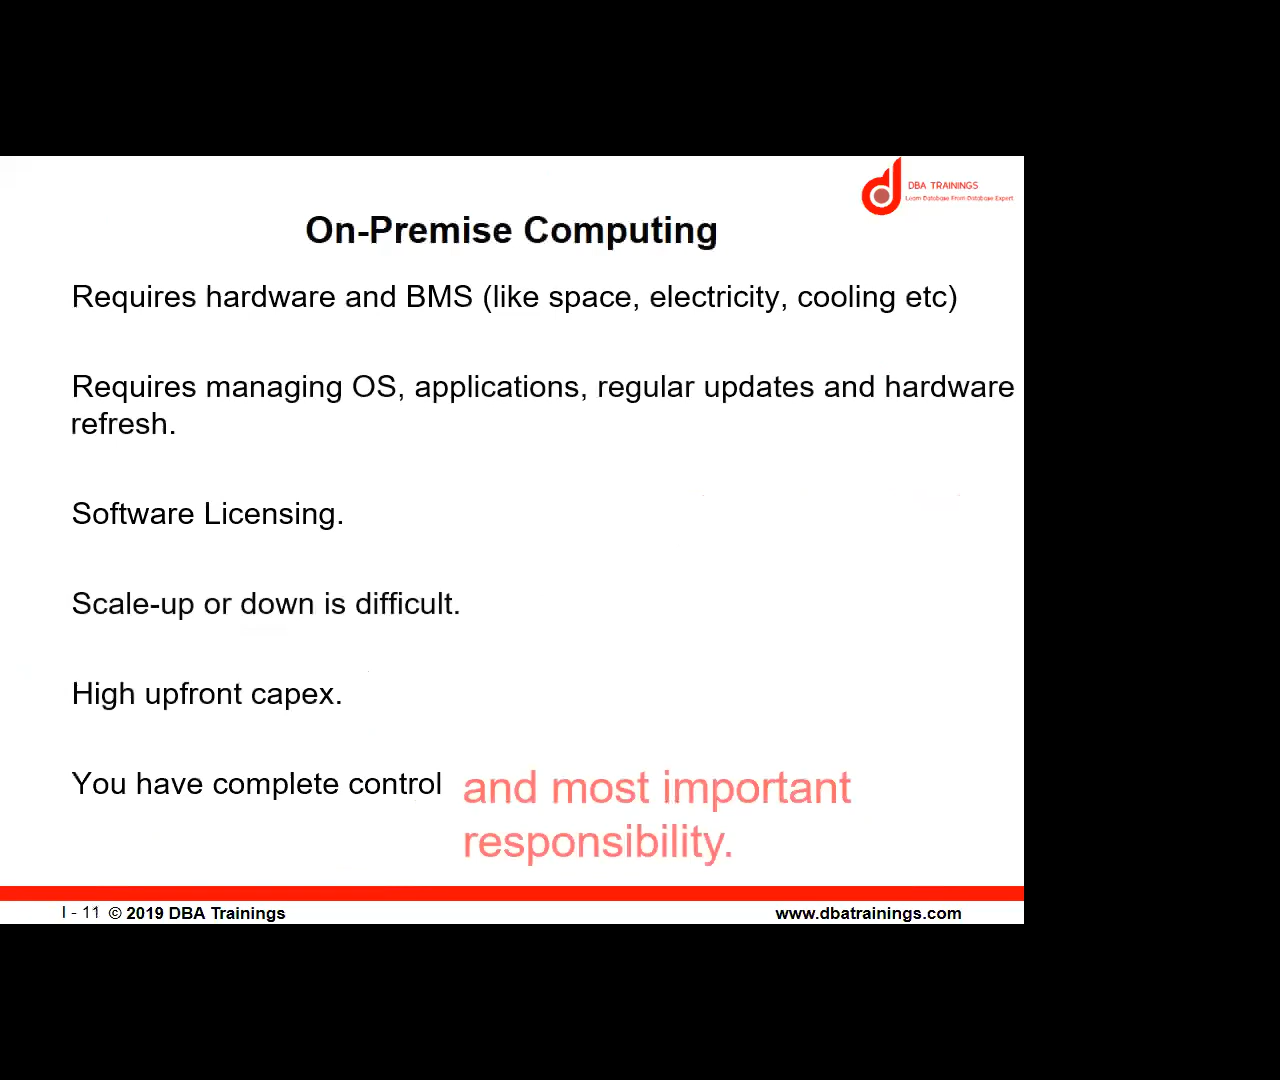 DBA TRAININGS
Learn Database From Database Expert
On-Premise Computing
Requires hardware and BMS (like space, electricity, cooling etc)
Requires managing OS, applications, regular updates and hardware
refresh.
Software Licensing.
Scale-up or down is difficult.
High upfront capex.
You have complete control and most important
responsibility.
I - 11 © 2019 DBA Trainings www.dbatrainings.com